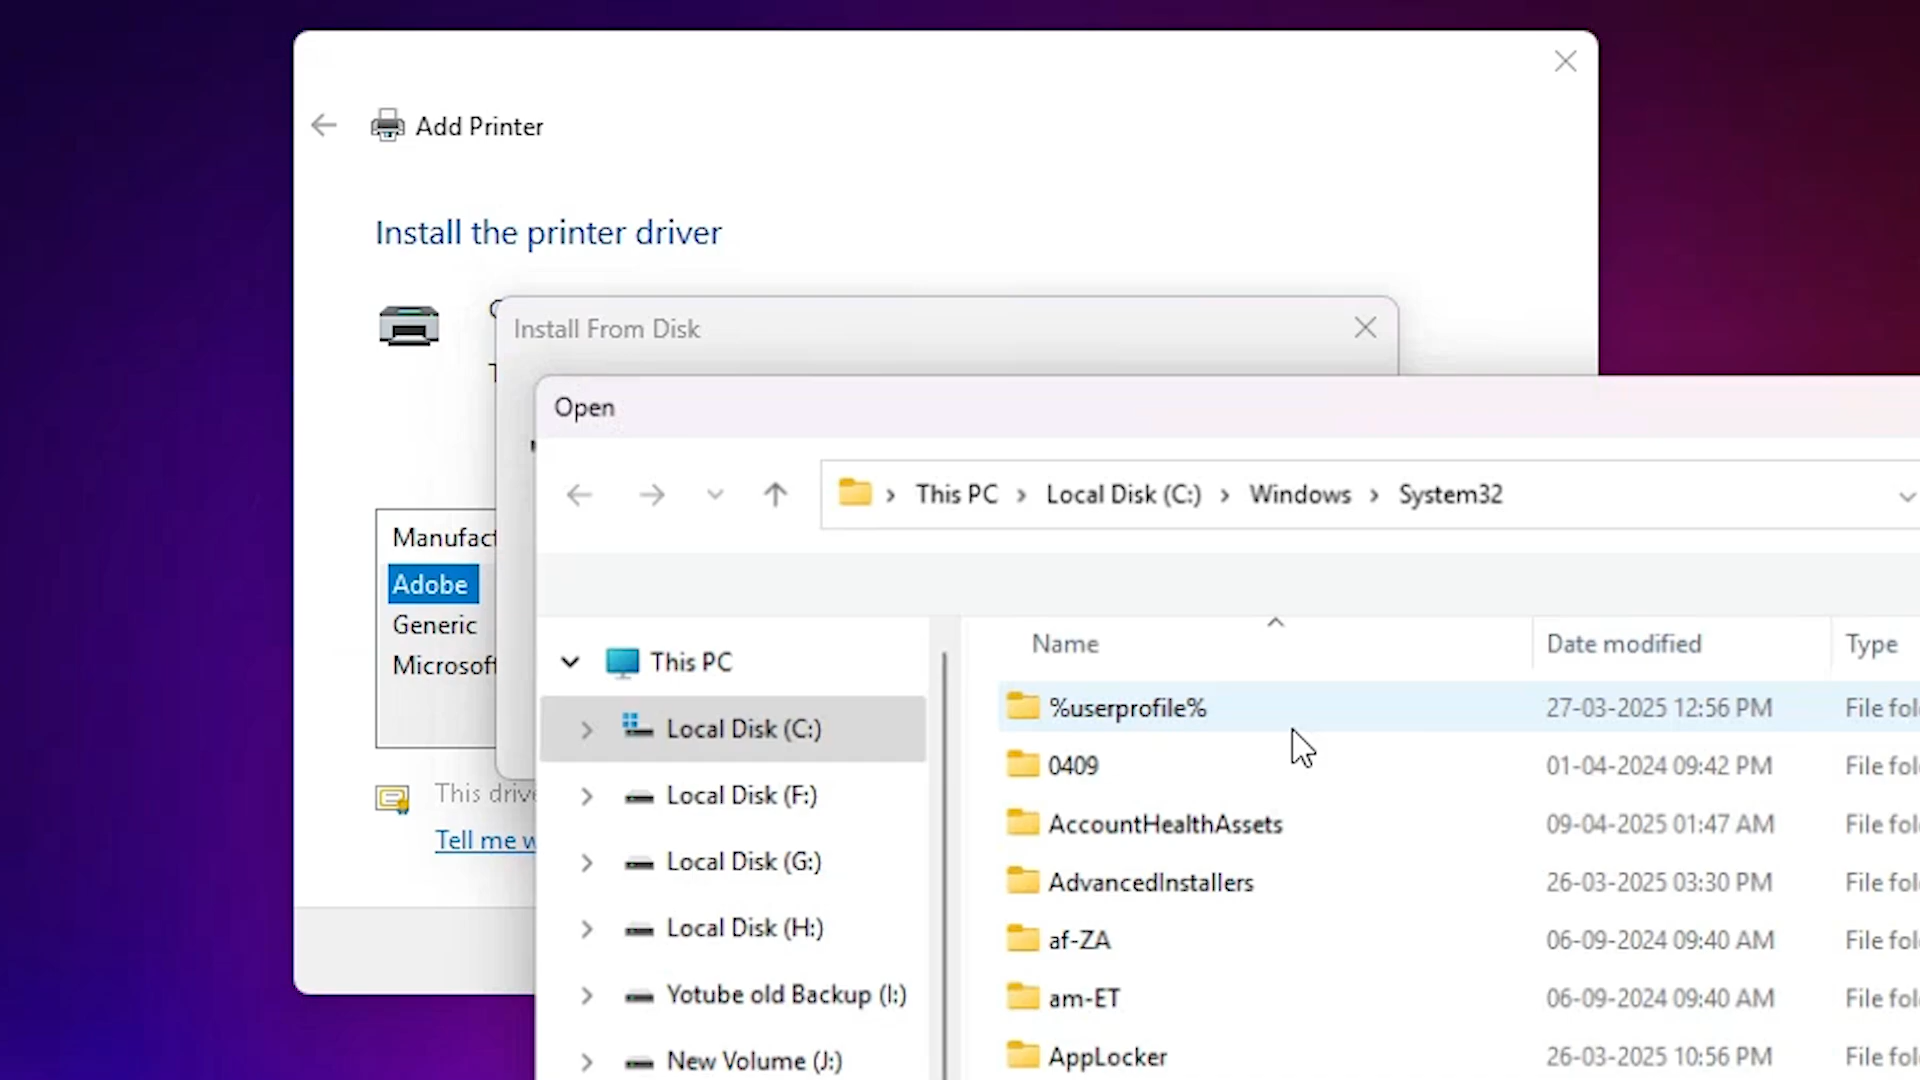 Add Printer
Install the printer driver
Install From Disk
Open
This PC › Local Disk (C:) › Windows › System32
Manufact
Adobe
Generic
Microsoft
This drive
Tell me w
This PC
Local Disk (C:)
Local Disk (F:)
Local Disk (G:)
Local Disk (H:)
Yotube old Backup (I:)
New Volume (J:)
Name Date modified Type
%userprofile% 27-03-2025 12:56 PM File fol
0409 01-04-2024 09:42 PM File fol
AccountHealthAssets 09-04-2025 01:47 AM File fol
AdvancedInstallers 26-03-2025 03:30 PM File fol
af-ZA 06-09-2024 09:40 AM File fol
am-ET 06-09-2024 09:40 AM File fol
AppLocker 26-03-2025 10:56 PM File fol